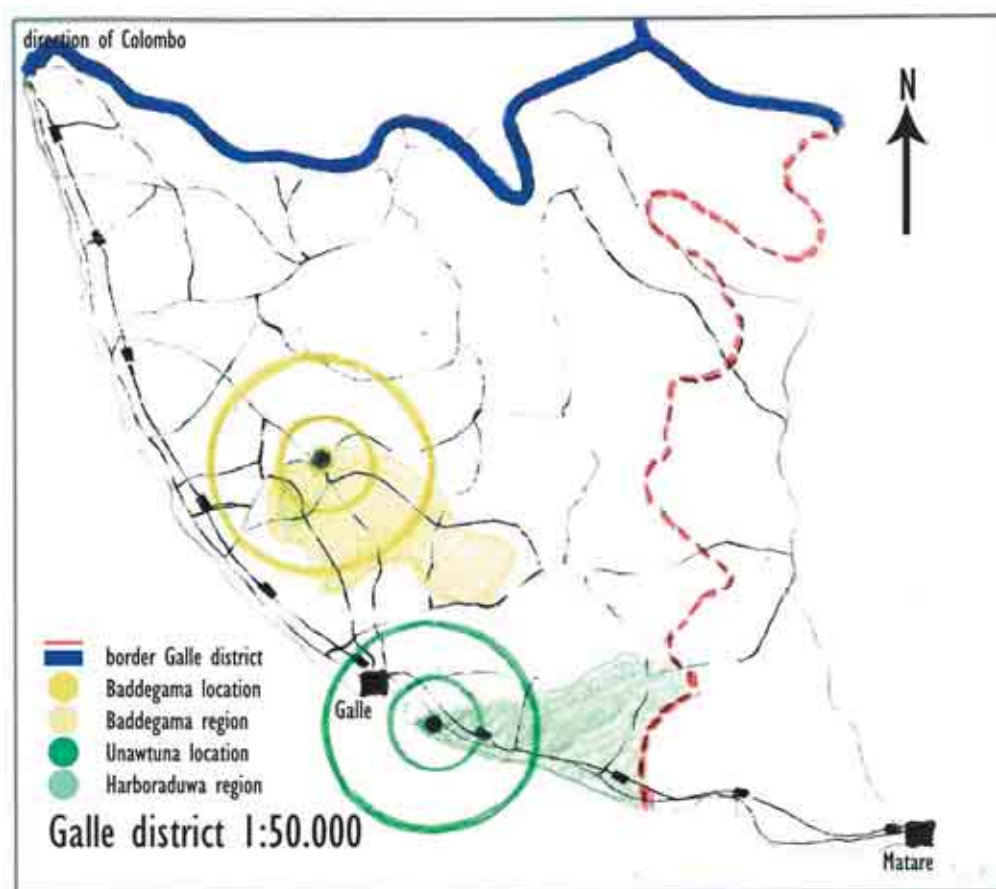 direction of Colombo
N
Galle
border Galle district
Baddegama location
Baddegama region
Unawtuna location
Harboraduwa region
Galle district 1:50.000
Matare